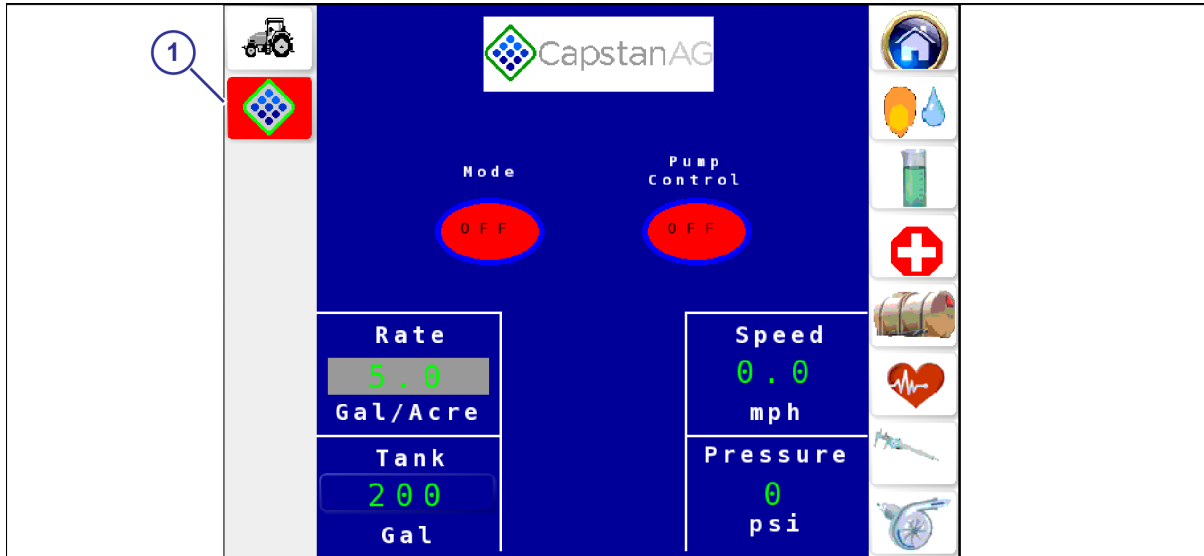 1
CapstanAG
Mode
Pump
Control
OFF
OFF
Rate
5.0
Gal/Acre
Speed
0.0
mph
Tank
200
Gal
Pressure
0
psi